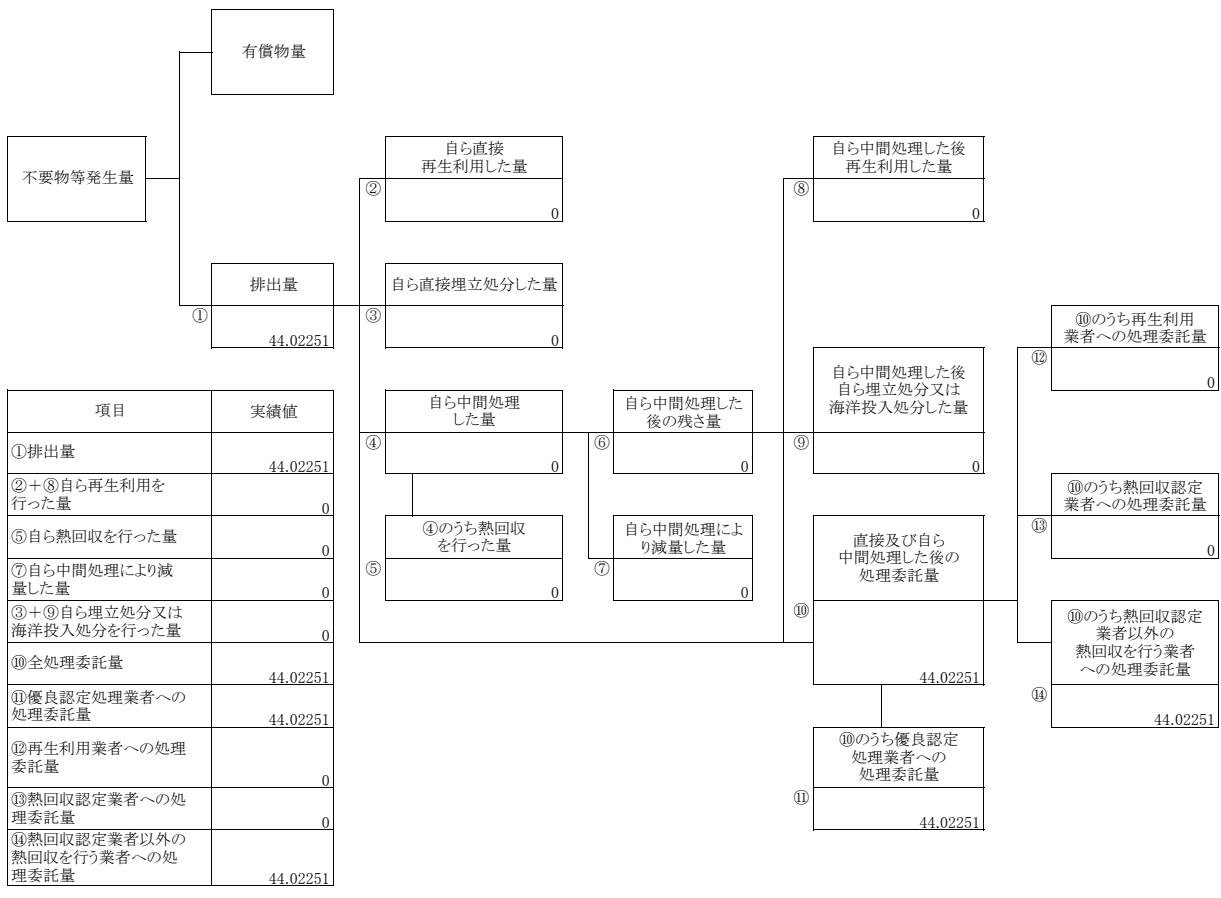 有償物量
不要物等発生量
自ら直接
再生利用した量
②
0
自ら中間処理した後
再生利用した量
⑧
0
排出量
①
44.02251
自ら直接埋立処分した量
③
0
⑩のうち再生利用
業者への処理委託量
⑫
0
自ら中間処理
した量
④
0
自ら中間処理した
後の残さ量
⑥
0
自ら中間処理した後
自ら埋立処分又は
海洋投入処分した量
⑨
0
④のうち熱回収
を行った量
⑤
0
自ら中間処理によ
り減量した量
⑦
0
直接及び自ら
中間処理した後の
処理委託量
⑩
44.02251
⑩のうち熱回収認定
業者への処理委託量
⑬
0
⑩のうち熱回収認定
業者以外の
熱回収を行う業者
への処理委託量
⑭
44.02251
⑩のうち優良認定
処理業者への
処理委託量
⑪
44.02251
項目 実績値
①排出量
44.02251
②+⑧自ら再生利用を
行った量
0
⑤自ら熱回収を行った量
0
⑦自ら中間処理により減
量した量
0
③+⑨自ら埋立処分又は
海洋投入処分を行った量
0
⑩全処理委託量
44.02251
⑪優良認定処理業者への
処理委託量
44.02251
⑫再生利用業者への処理
委託量
0
⑬熱回収認定業者への処
理委託量
0
⑭熱回収認定業者以外の
熱回収を行う業者への処
理委託量
44.02251